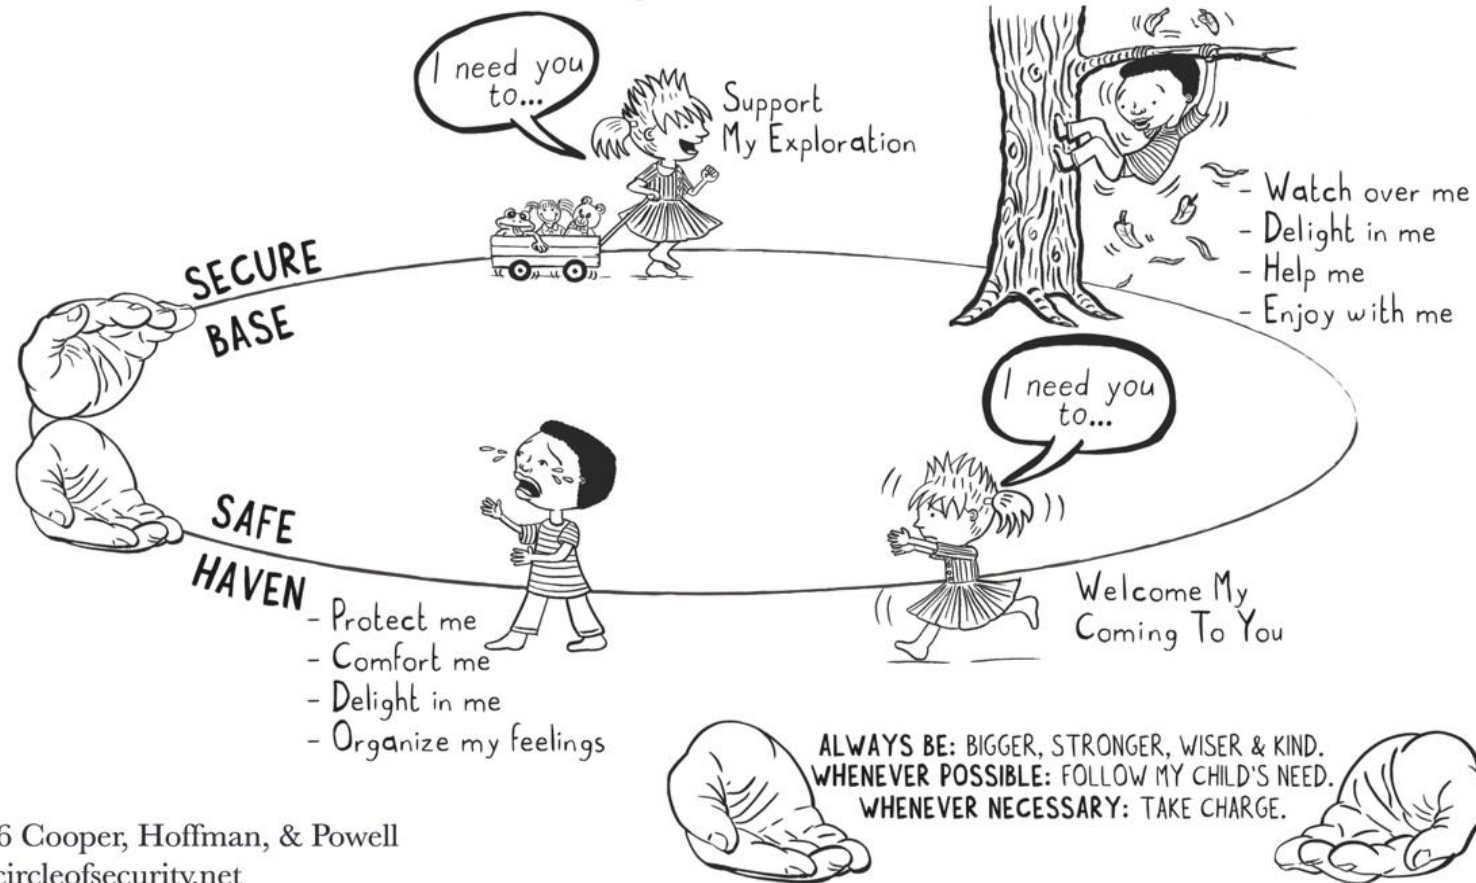 I need you
to...
Support
My Exploration
- Watch over me
- Delight in me
- Help me
- Enjoy with me
SECURE
BASE
I need you
to...
SAFE
HAVEN
Welcome My
Coming To You
- Protect me
- Comfort me
- Delight in me
- Organize my feelings
ALWAYS BE: BIGGER, STRONGER, WISER & KIND.
WHENEVER POSSIBLE: FOLLOW MY CHILD'S NEED.
WHENEVER NECESSARY: TAKE CHARGE.
6 Cooper, Hoffman, & Powell
circleofsecurity.net